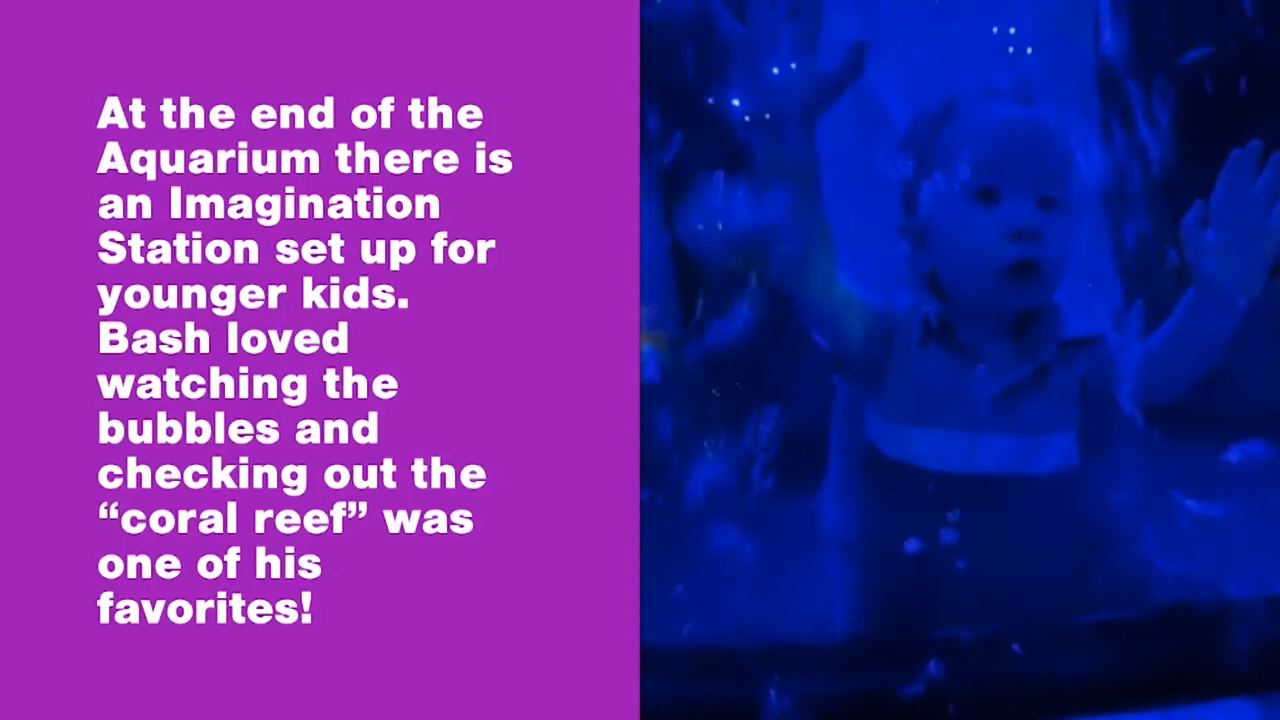 At the end of the
Aquarium there is
an Imagination
Station set up for
younger kids.
Bash loved
watching the
bubbles and
checking out the
“coral reef” was
one of his
favorites!